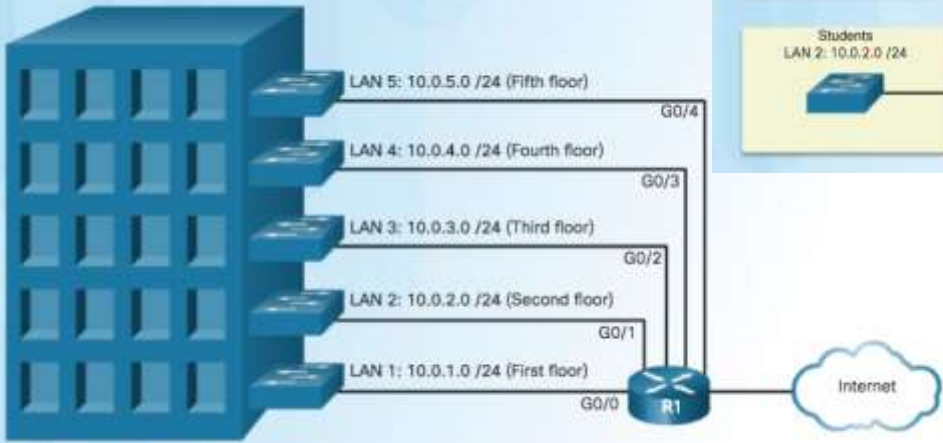 Students
LAN 2: 10.0.2.0 /24
LAN 5: 10.0.5.0 /24 (Fifth floor)
G0/4
LAN 4: 10.0.4.0 /24 (Fourth floor)
G0/3
LAN 3: 10.0.3.0 /24 (Third floor)
G0/2
LAN 2: 10.0.2.0 /24 (Second floor)
G0/1
LAN 1: 10.0.1.0 /24 (First floor)
G0/0
R1
Internet